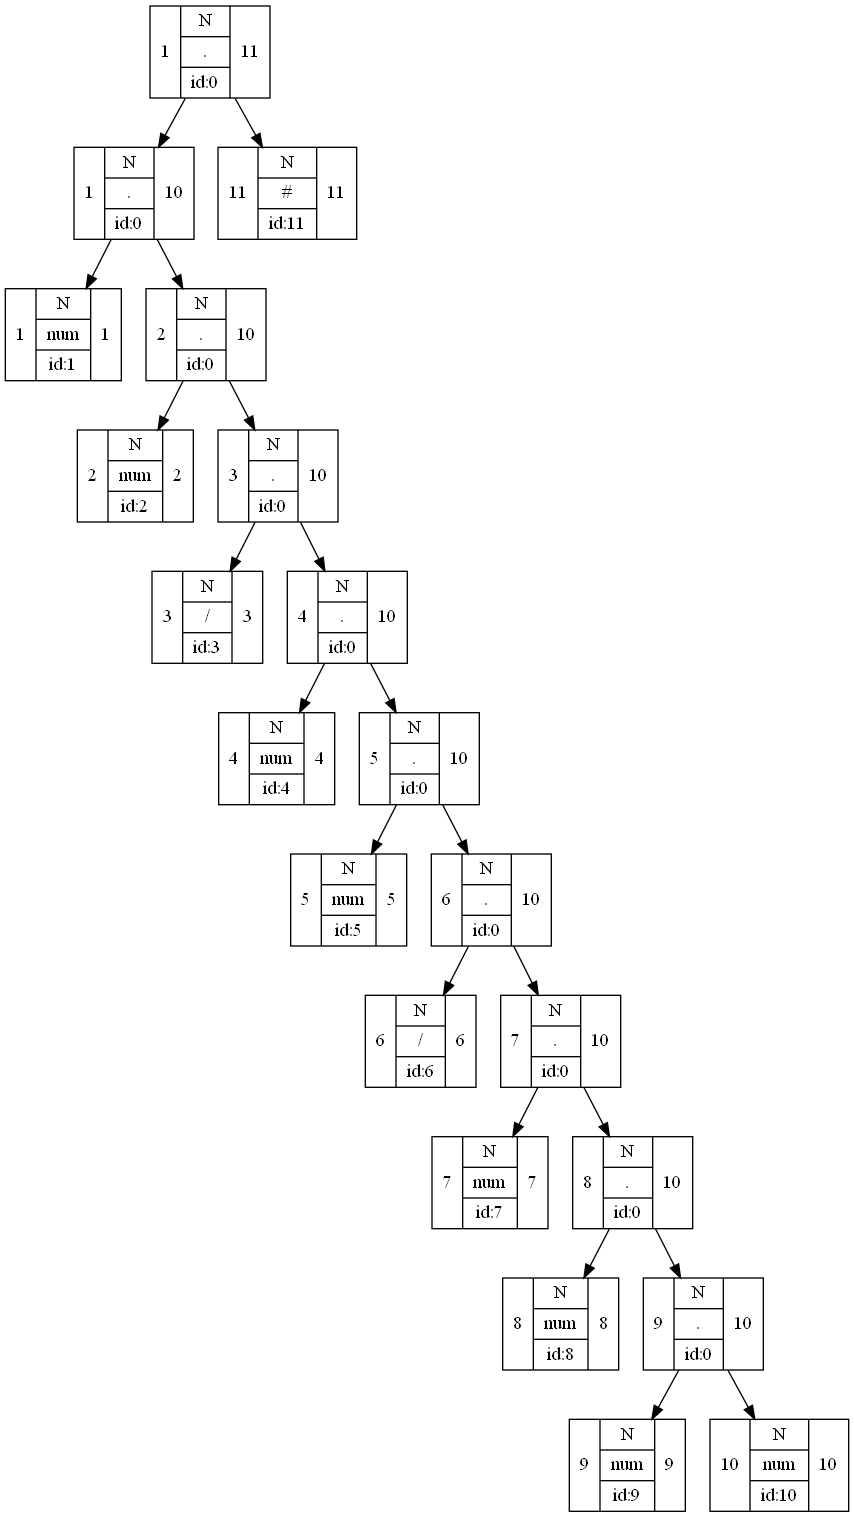 N
1 . 11
id:0
N
1 . 10
id:0
N
11 # 11
id:11
N
1 num 1
id:1
N
2 . 10
id:0
N
2 num 2
id:2
N
3 . 10
id:0
N
3 / 3
id:3
N
4 . 10
id:0
N
4 num 4
id:4
N
5 . 10
id:0
N
5 num 5
id:5
N
6 . 10
id:0
N
6 / 6
id:6
N
7 . 10
id:0
N
7 num 7
id:7
N
8 . 10
id:0
N
8 num 8
id:8
N
9 . 10
id:0
N
9 num 9
id:9
N
10 num 10
id:10